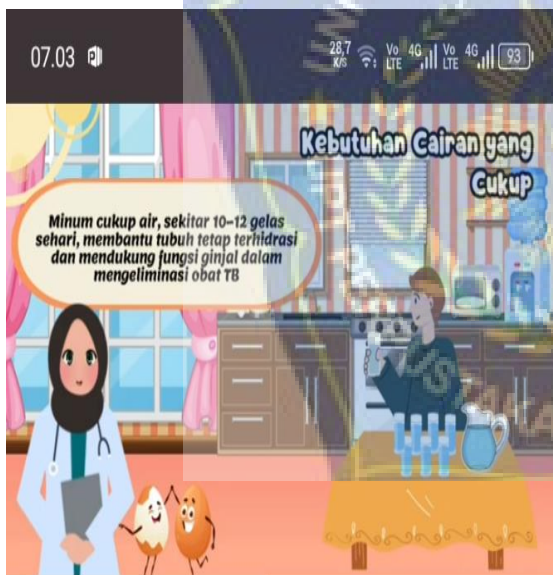 07.03
28,7
K/S
Vo
LTE
4G
Vo
LTE
4G
93
Kebutuhan Cairan yang
Cukup
Minum cukup air, sekitar 10–12 gelas
sehari, membantu tubuh tetap terhidrasi
dan mendukung fungsi ginjal dalam
mengeliminasi obat TB